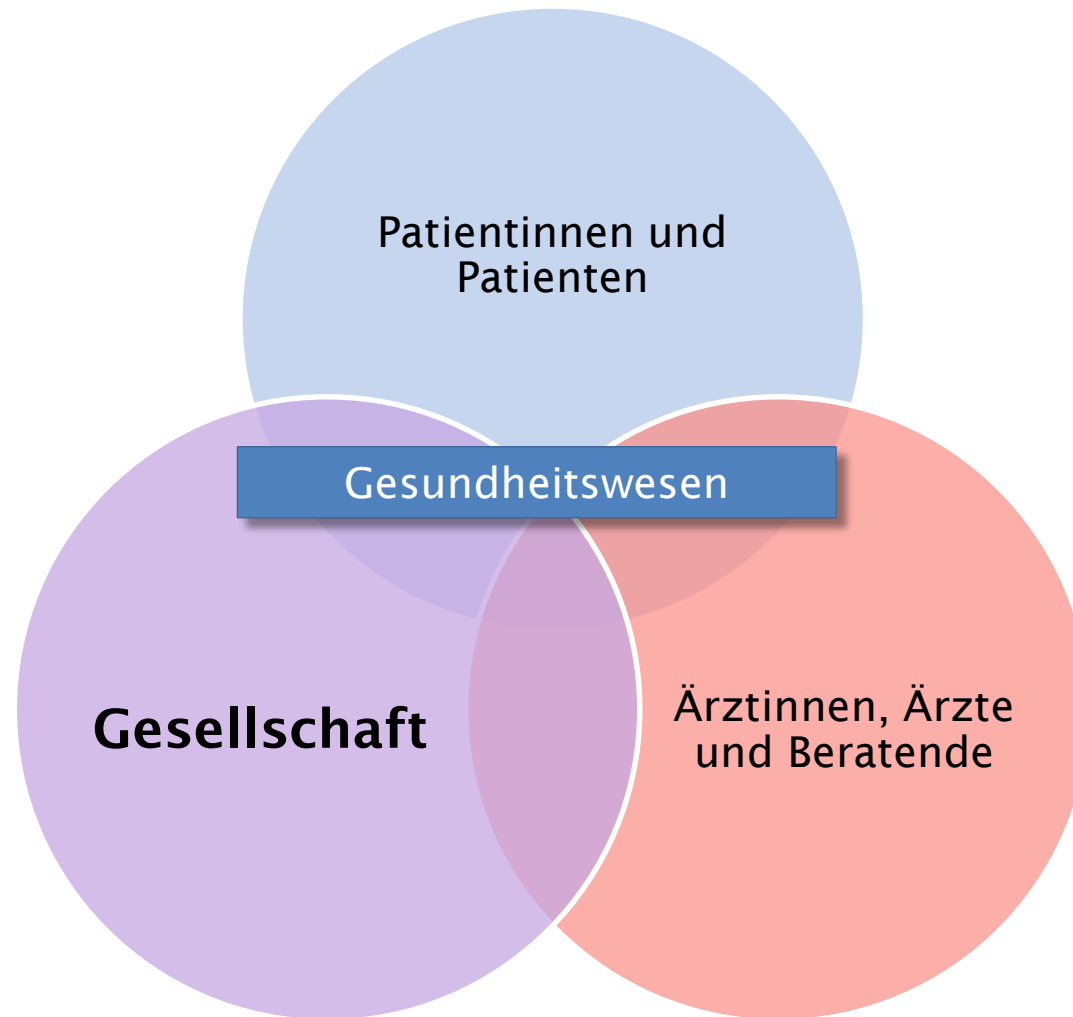 Patientinnen und
Patienten
Gesundheitswesen
Gesellschaft
Ärztinnen, Ärzte
und Beratende